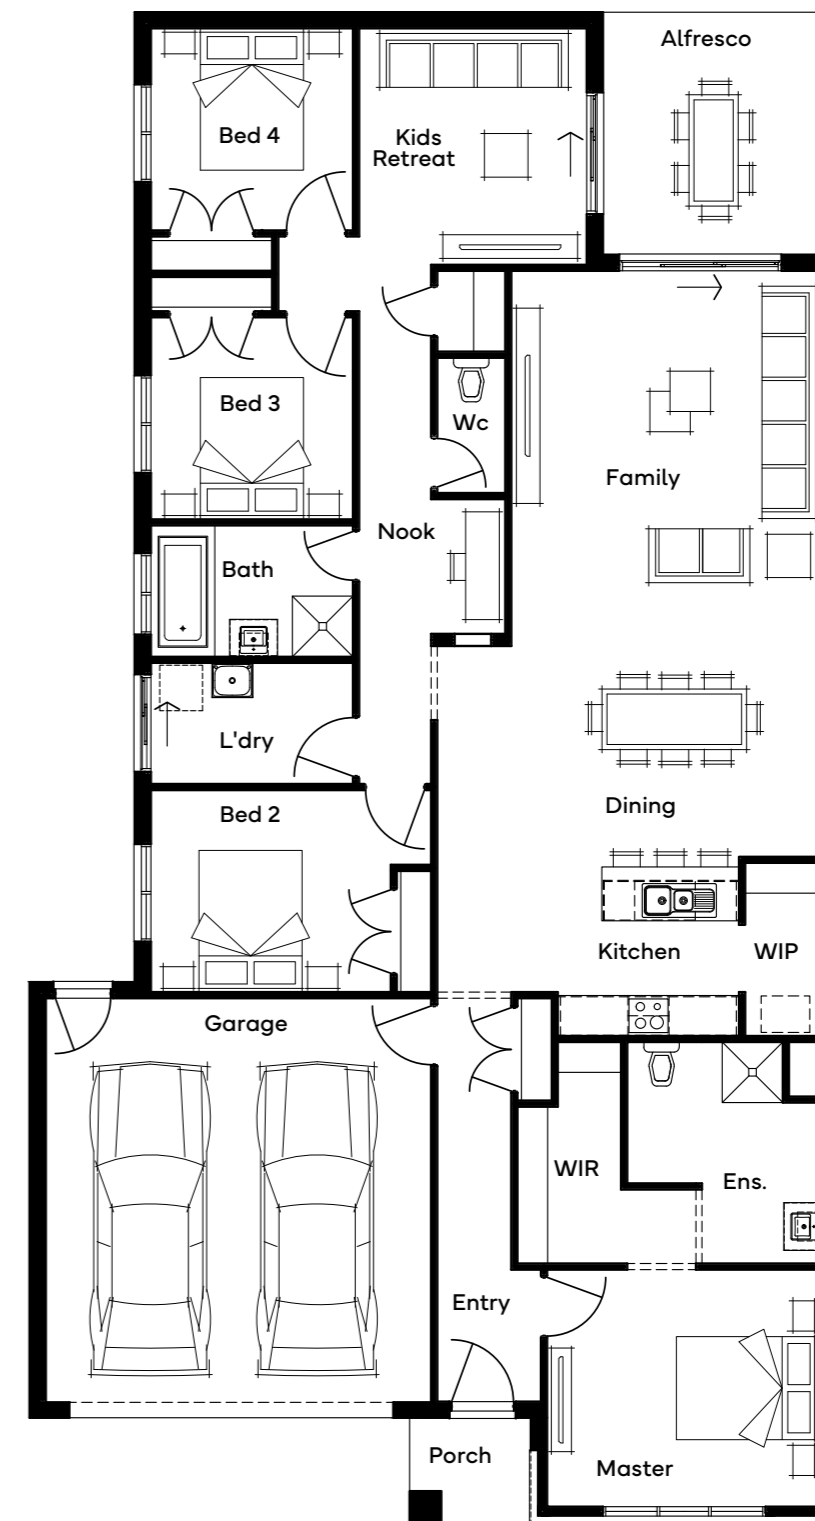 Alfresco
Bed 4
Kids
Retreat
Bed 3
Wc
Family
Nook
Bath
L'dry
Dining
Bed 2
Kitchen
WIP
Garage
WIR
Ens.
Entry
Porch
Master